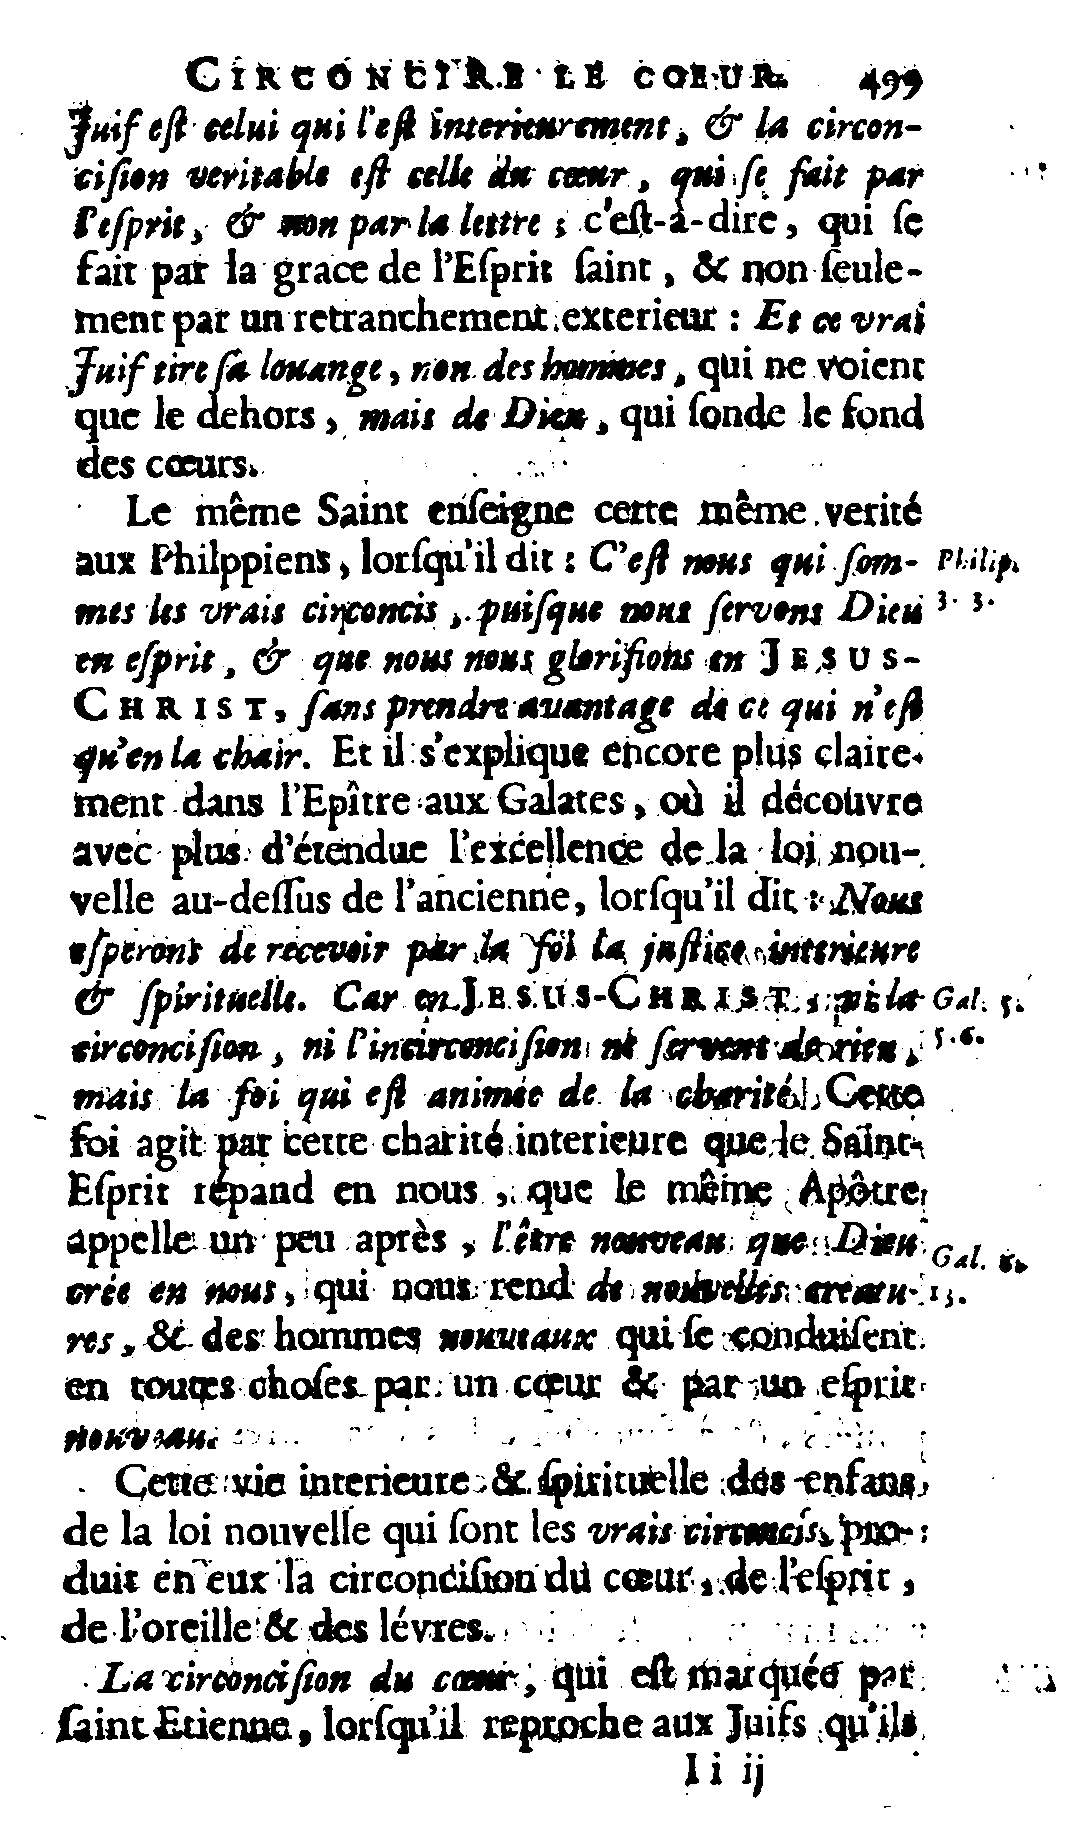 CIRCONCIRE LE COEUR. 499
Juif eſt celui qui l'eſt interieurement, & la circon-
ciſion veritable eſt celle du cœur, qui ſe fait par
l'eſprit, & non par la lettre ; c'eſt-à-dire, qui ſe
fait par la grace de l'Eſprit ſaint, & non ſeule-
ment par un retranchement exterieur : Et ce vrai
Juif tire ſa louange, non des hommes, qui ne voient
que le dehors, mais de Dieu, qui ſonde le fond
des cœurs.
Le même Saint enſeigne cette même verité
aux Philppiens, lorſqu'il dit : C'eſt nous qui ſom-
Philip.
mes les vrais circoncis, puiſque nous ſervons Dieu
3. 3.
en eſprit, & que nous nous glorifions en JESUS-
CHRIST, ſans prendre avantage de ce qui n'eſt
qu'en la chair. Et il s'explique encore plus claire-
ment dans l'Epître aux Galates, où il découvre
avec plus d'étendue l'excellence de la loi nou-
velle au-deſſus de l'ancienne, lorſqu'il dit : Nous
eſperons de recevoir par la foi la juſtice interieure
& ſpirituelle. Car en JESUS-CHRIST, ni la
Gal. 5.
circonciſion, ni l'incirconciſion ne ſervent de rien,
5. 6.
mais la foi qui eſt animée de la charité. Cette
foi agit par cette charité interieure que le Saint-
Eſprit répand en nous, que le même Apôtre
appelle un peu après, l'être nouveau que Dieu
Gal. 6.
crée en nous, qui nous rend de nouvelles creatu-
15.
res, & des hommes nouveaux qui ſe conduiſent
en toutes choſes par un cœur & par un eſprit
nouveau.
Cette vie interieure & ſpirituelle des enfans
de la loi nouvelle qui ſont les vrais circoncis, pro-
duit en eux la circonciſion du cœur, de l'eſprit,
de l'oreille & des lévres.
La circonciſion du cœur, qui eſt marquée par
ſaint Etienne, lorſqu'il reproche aux Juifs qu'ils
I i ij